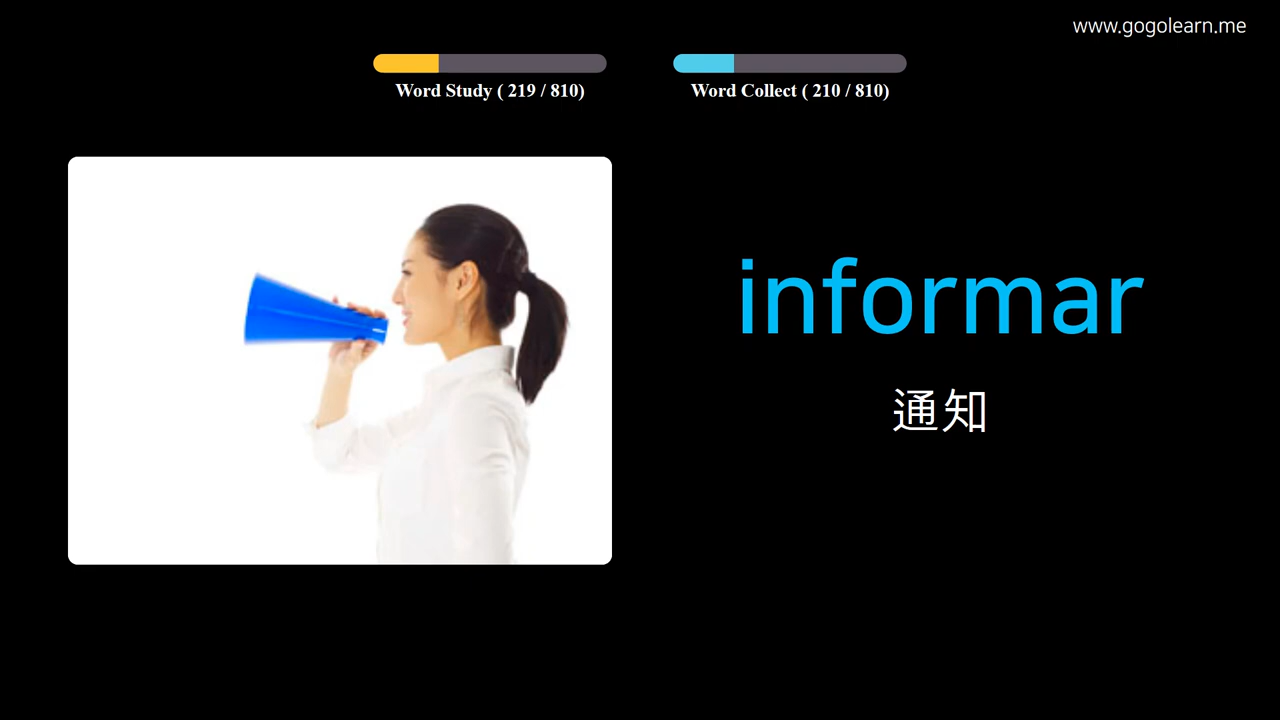 www.gogolearn.me
Word Study ( 219 / 810)
Word Collect ( 210 / 810)
informar
通知